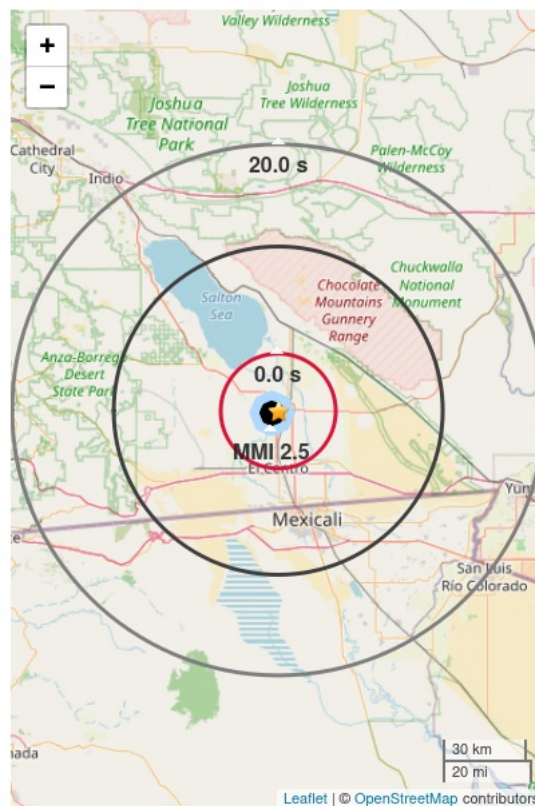 Valley Wilderness
+
−
Joshua
Tree Wilderness
Joshua
Tree National
Park
Cathedral
City
Palen-McCoy
Wilderness
20.0 s
Indio
Salton
Sea
Chocolate
Mountains
Gunnery
Range
Chuckwalla
National
Monument
Anza-Borrego
Desert
State Park
0.0 s
MMI 2.5
El Centro
Mexicali
Yum
San Luis
Río Colorado
30 km
20 mi
Leaflet | © OpenStreetMap contributors